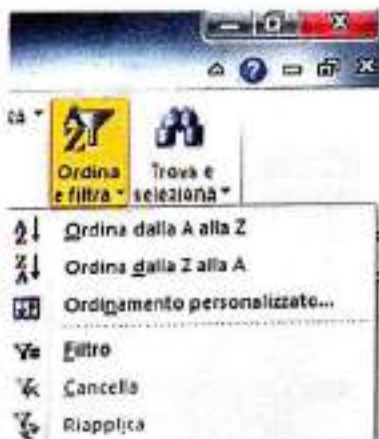 Ordina
e filtra
Trova e
seleziona
Ordina dalla A alla Z
Ordina dalla Z alla A
Ordinamento personalizzato...
Filtro
Cancella
Riapplica